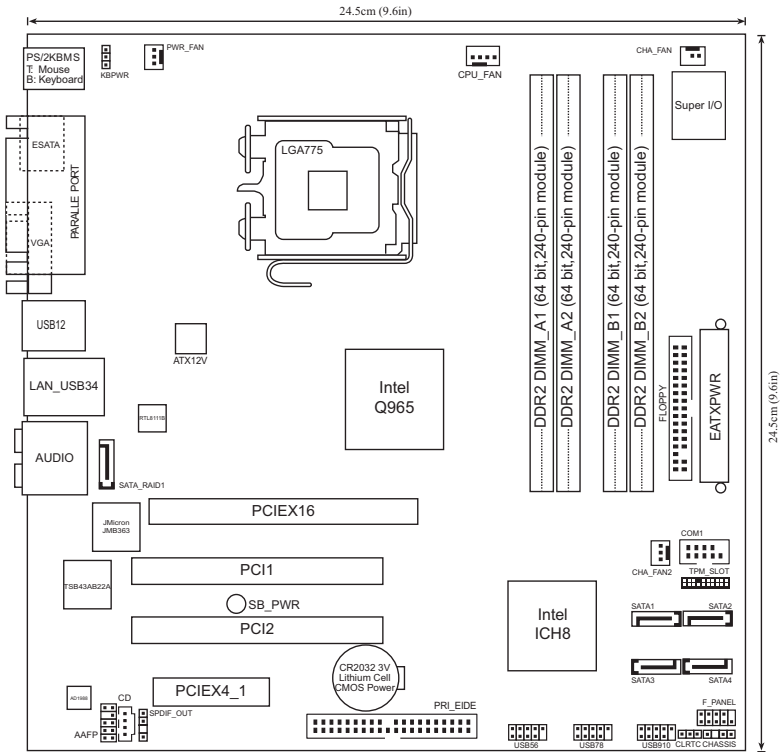 24.5cm (9.6in)
PS/2KBMS
T: Mouse
B: Keyboard
KBPWR
PWR_FAN
CPU_FAN
CHA_FAN
Super I/O
ESATA
PARALLE PORT
VGA
LGA775
DDR2 DIMM_A1 (64 bit,240-pin module)
DDR2 DIMM_A2 (64 bit,240-pin module)
DDR2 DIMM_B1 (64 bit,240-pin module)
DDR2 DIMM_B2 (64 bit,240-pin module)
24.5cm (9.6in)
USB12
ATX12V
LAN_USB34
Intel
Q965
FLOPPY
EATXPWR
RTL8111B
AUDIO
SATA_RAID1
PCIEX16
JMicron
JMB363
COM1
CHA_FAN2
TPM_SLOT
PCI1
TSB43AB22A
SB_PWR
PCI2
Intel
ICH8
SATA1
SATA2
SATA3
SATA4
CR2032 3V
Lithium Cell
CMOS Power
PCIEX4_1
CD
SPDIF_OUT
AAFP
PRI_EIDE
F_PANEL
USB56
USB78
USB910
CLRTC
CHASSIS